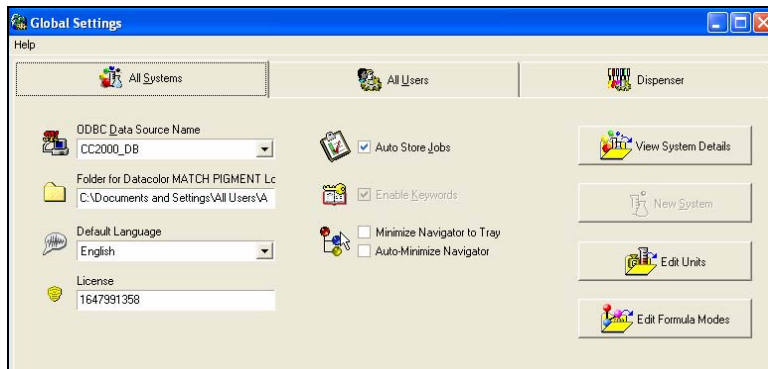 Global Settings
Help
All Systems
All Users
Dispenser
ODBC Data Source Name
CC2000_DB
Folder for Datacolor MATCH PIGMENT Lc
C:\Documents and Settings\All Users\A
Default Language
English
License
1647991358
Auto Store Jobs
Enable Keywords
Minimize Navigator to Tray
Auto-Minimize Navigator
View System Details
New System
Edit Units
Edit Formula Modes